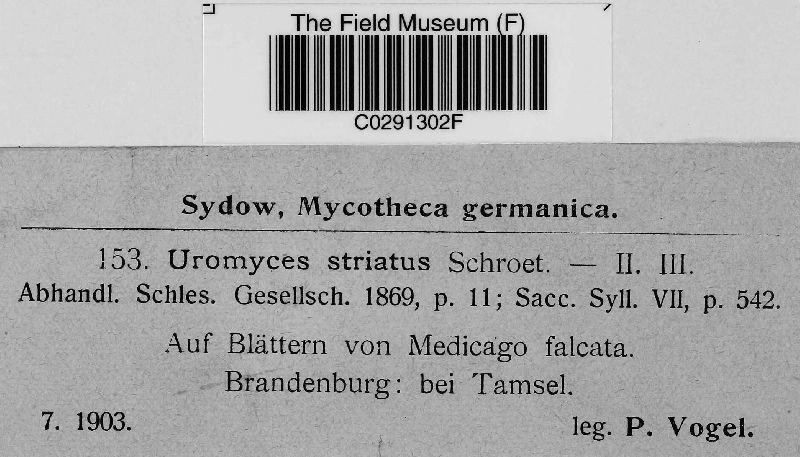 The Field Museum (F)
C0291302F
Sydow, Mycotheca germanica.
153. Uromyces striatus Schroet. — II. III.
Abhandl. Schles. Gesellsch. 1869, p. 11; Sacc. Syll. VII, p. 542.
Auf Blättern von Medicago falcata.
Brandenburg: bei Tamsel.
7. 1903. leg. P. Vogel.